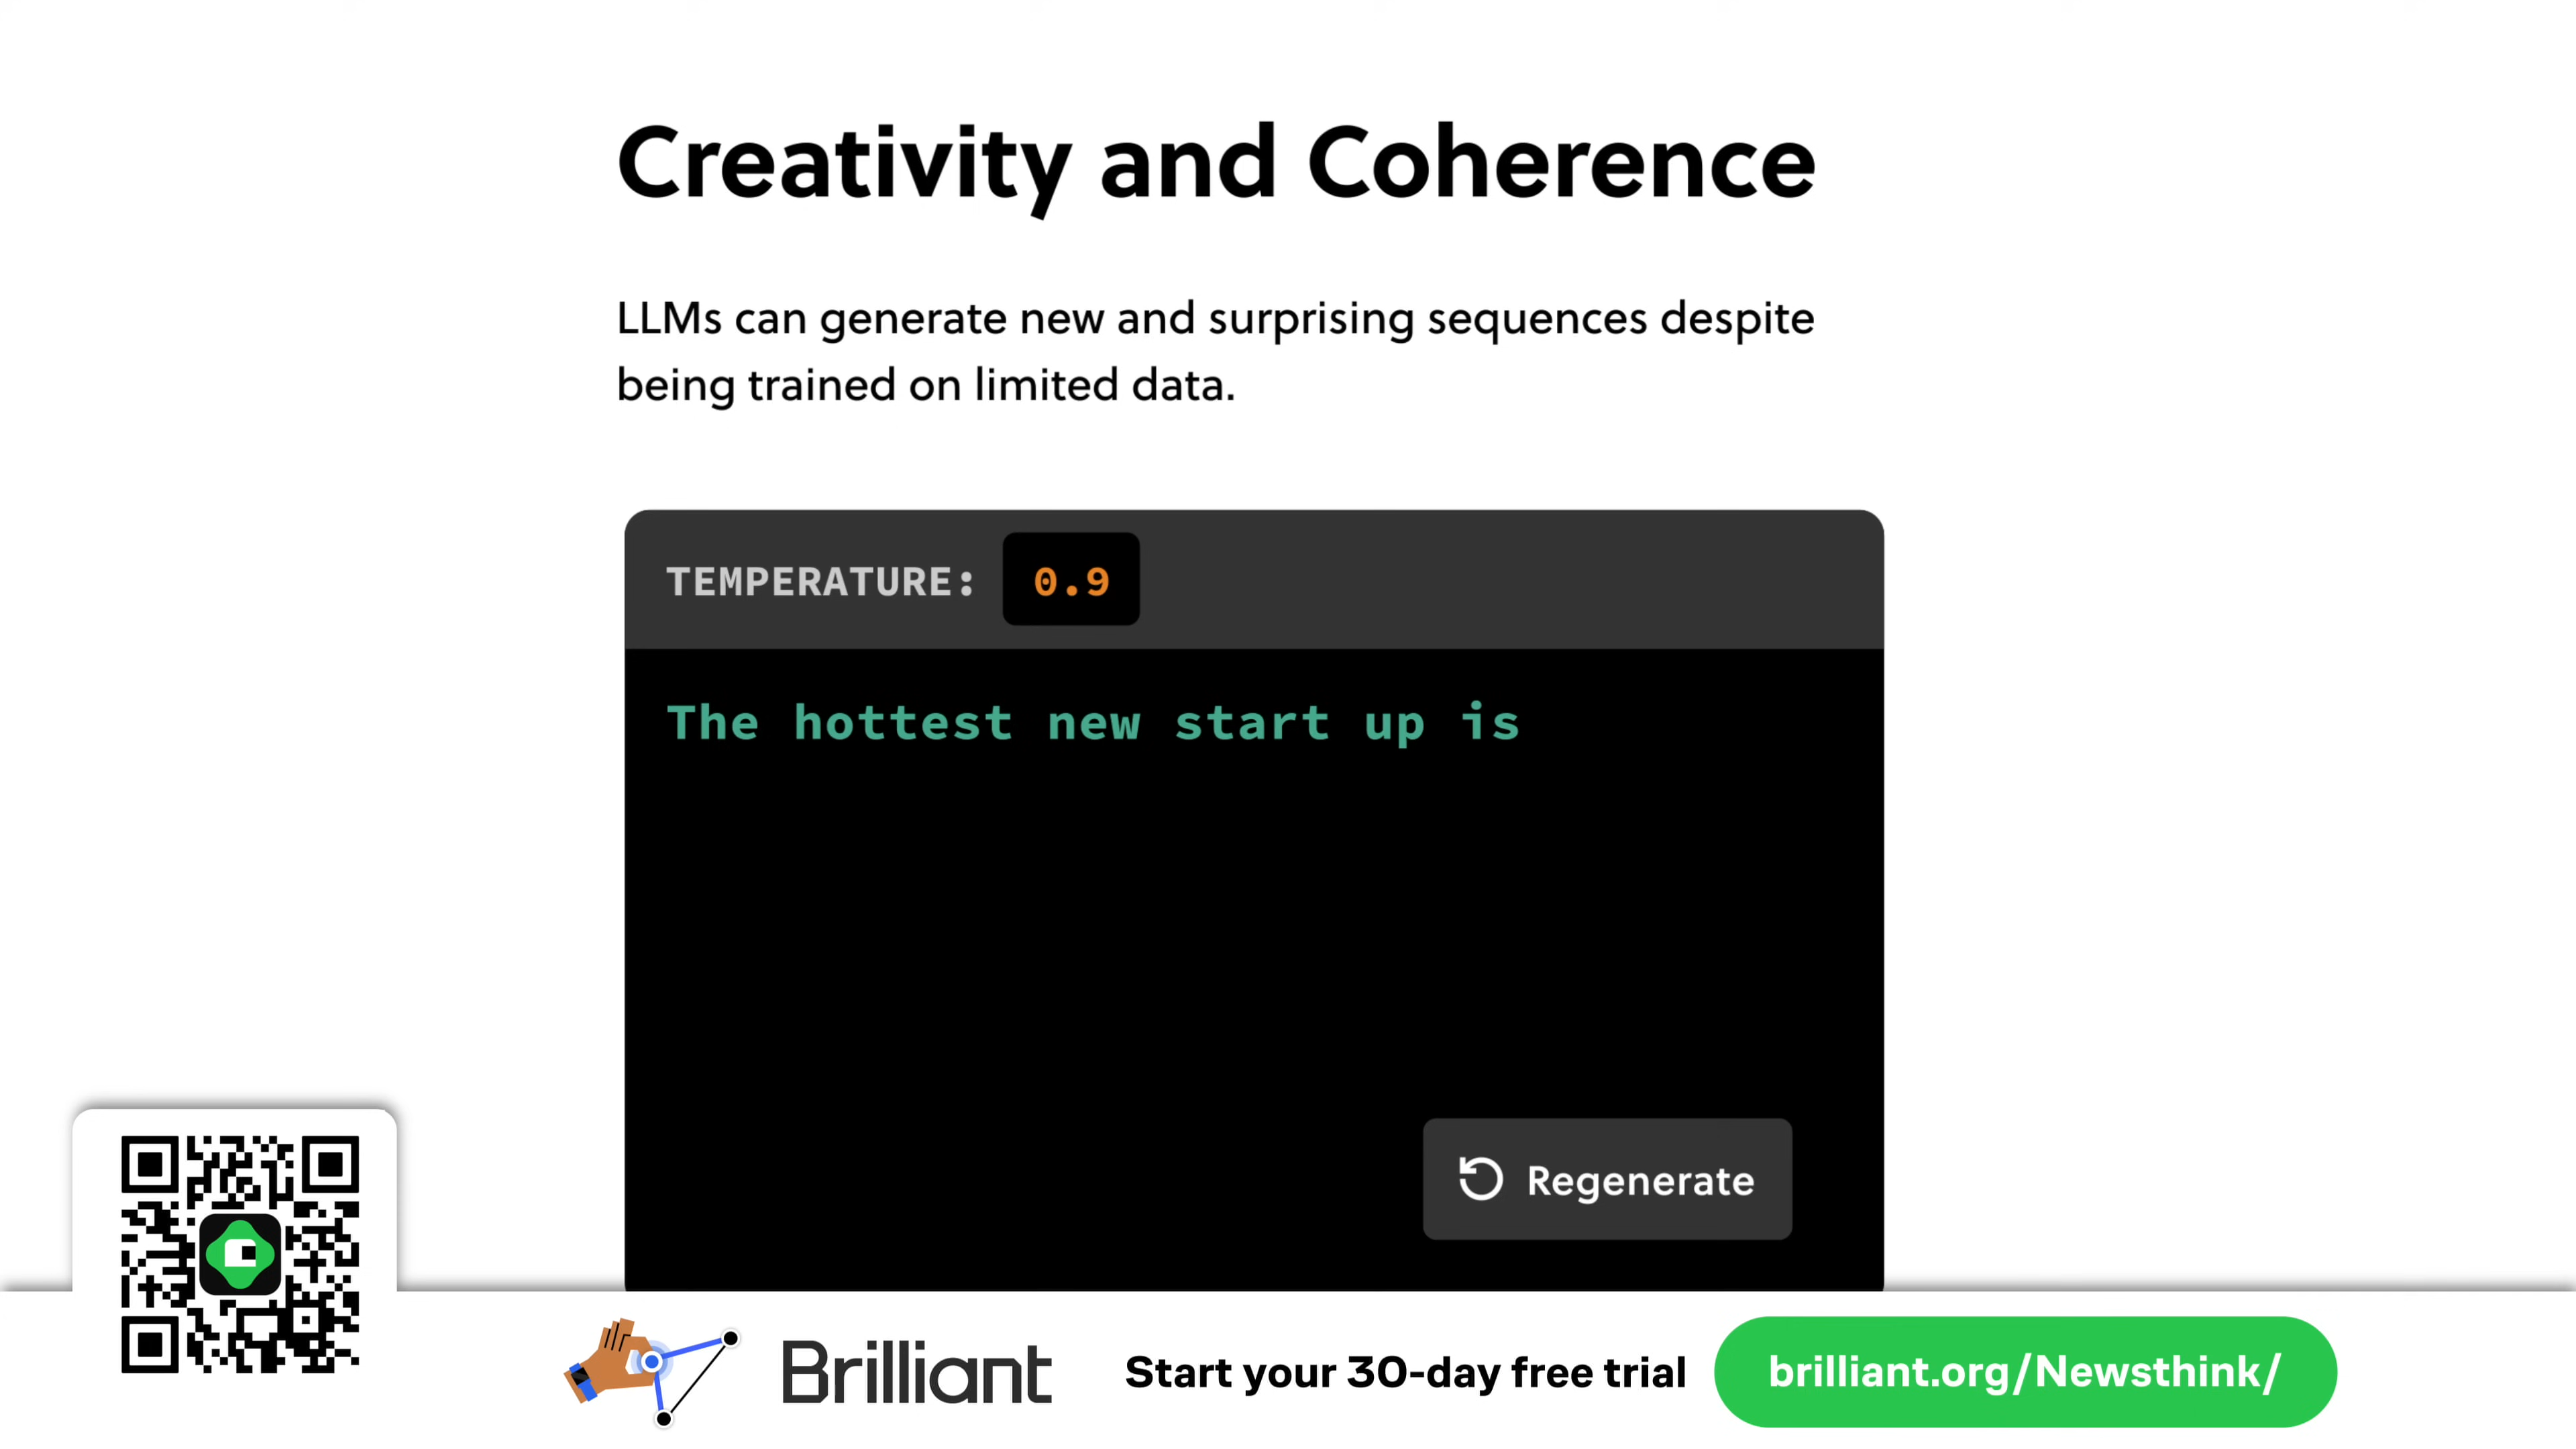 Creativity and Coherence
LLMs can generate new and surprising sequences despite
being trained on limited data.
TEMPERATURE: 0.9
The hottest new start up is
Regenerate
Brilliant
Start your 30-day free trial
brilliant.org/Newsthink/